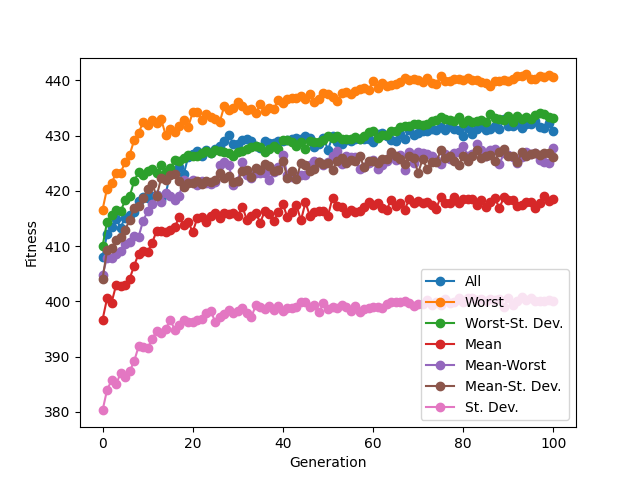 440
430
420
410
400
390
380
Fitness
0 20 40 60 80 100
Generation
All
Worst
Worst-St. Dev.
Mean
Mean-Worst
Mean-St. Dev.
St. Dev.